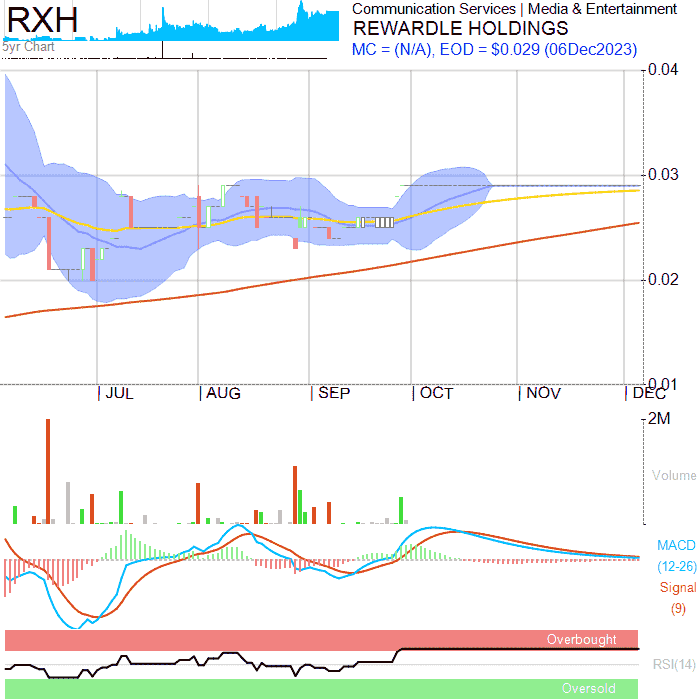 RXH
Communication Services | Media & Entertainment
REWARDLE HOLDINGS
5yr Chart
MC = (N/A), EOD = $0.029 (06Dec2023)
0.04
0.03
0.02
0.01
JUL AUG SEP OCT NOV DEC
2M
Volume
MACD
(12-26)
Signal
(9)
Overbought
RSI(14)
Oversold